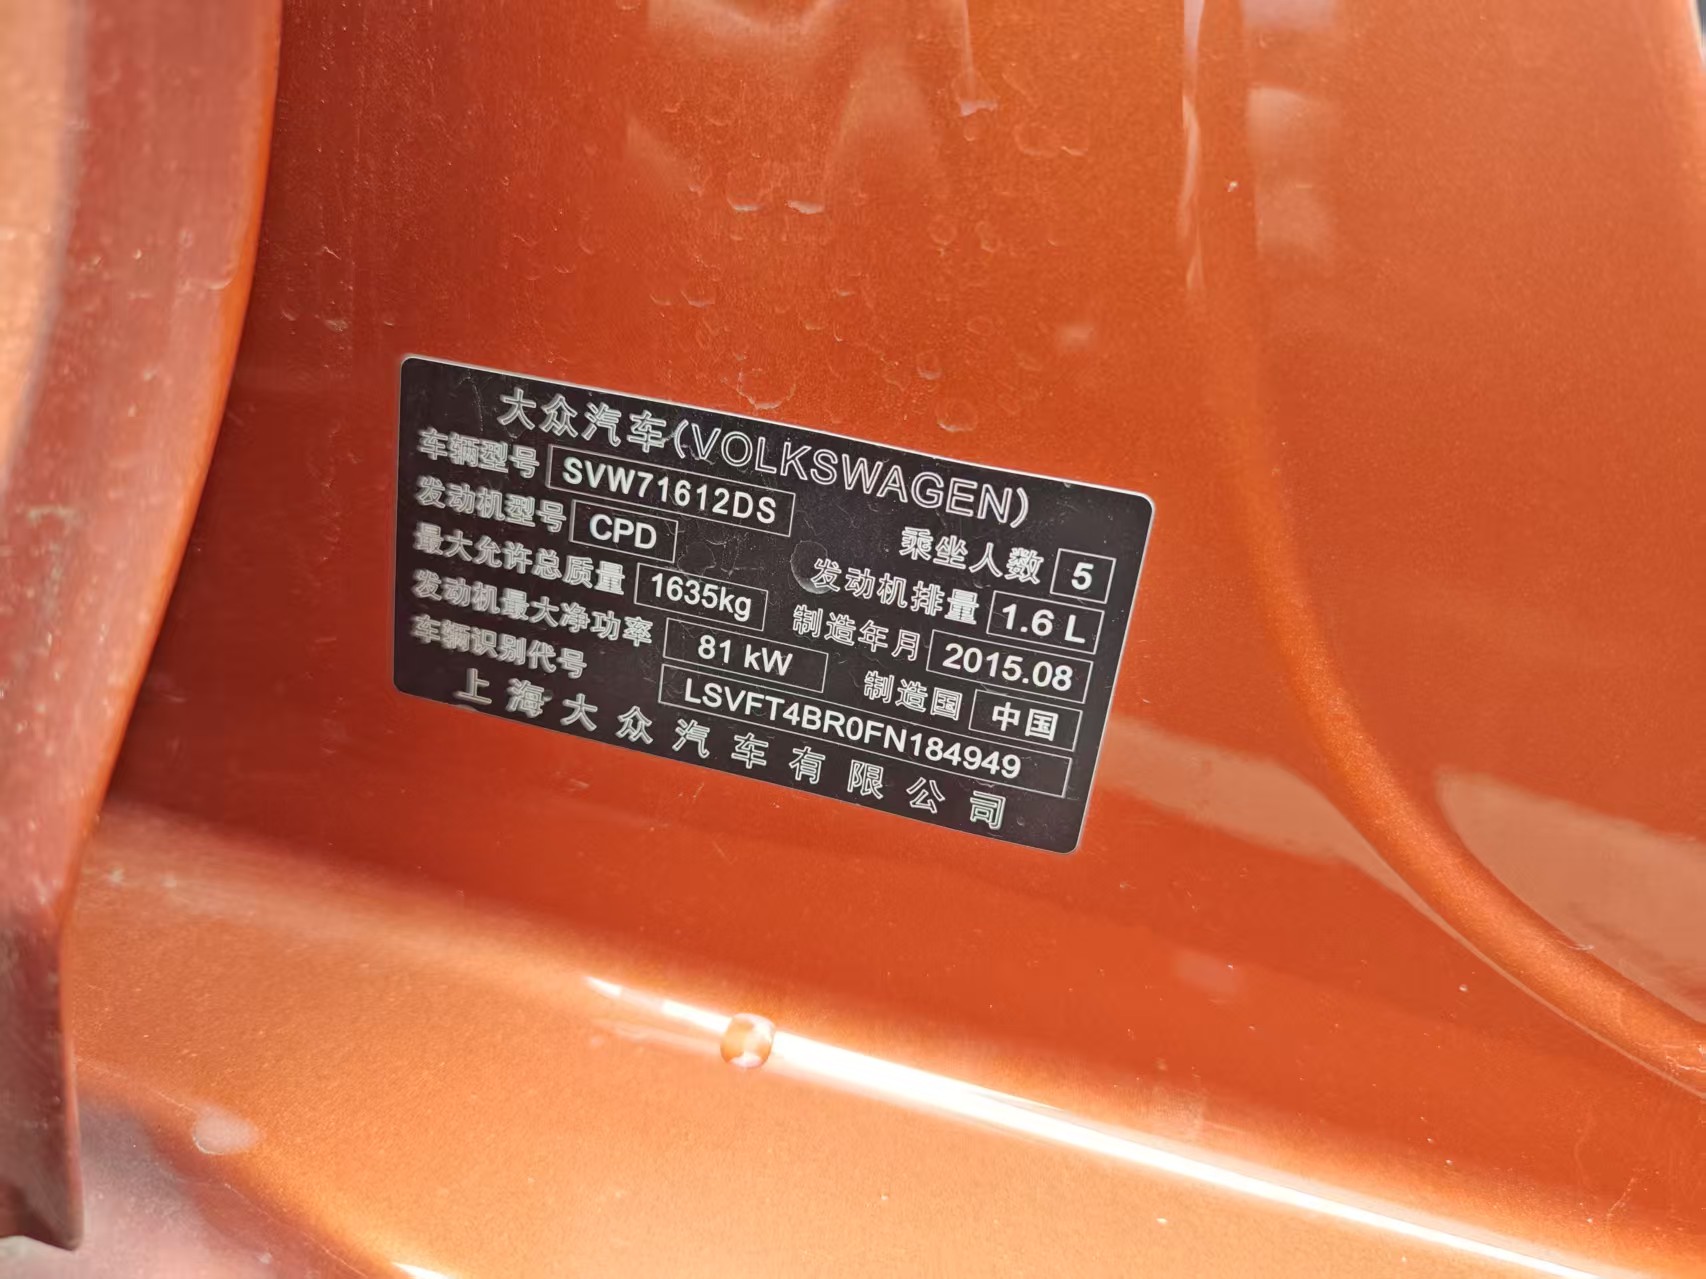 大众汽车(VOLKSWAGEN)
车辆型号 SVW71612DS 乘坐人数 5
发动机型号 CPD 发动机排量 1.6 L
最大允许总质量 1635kg 制造年月 2015.08
发动机最大净功率 81 kW 制造国 中国
车辆识别代号 LSVFT4BR0FN184949
上海大众汽车有限公司